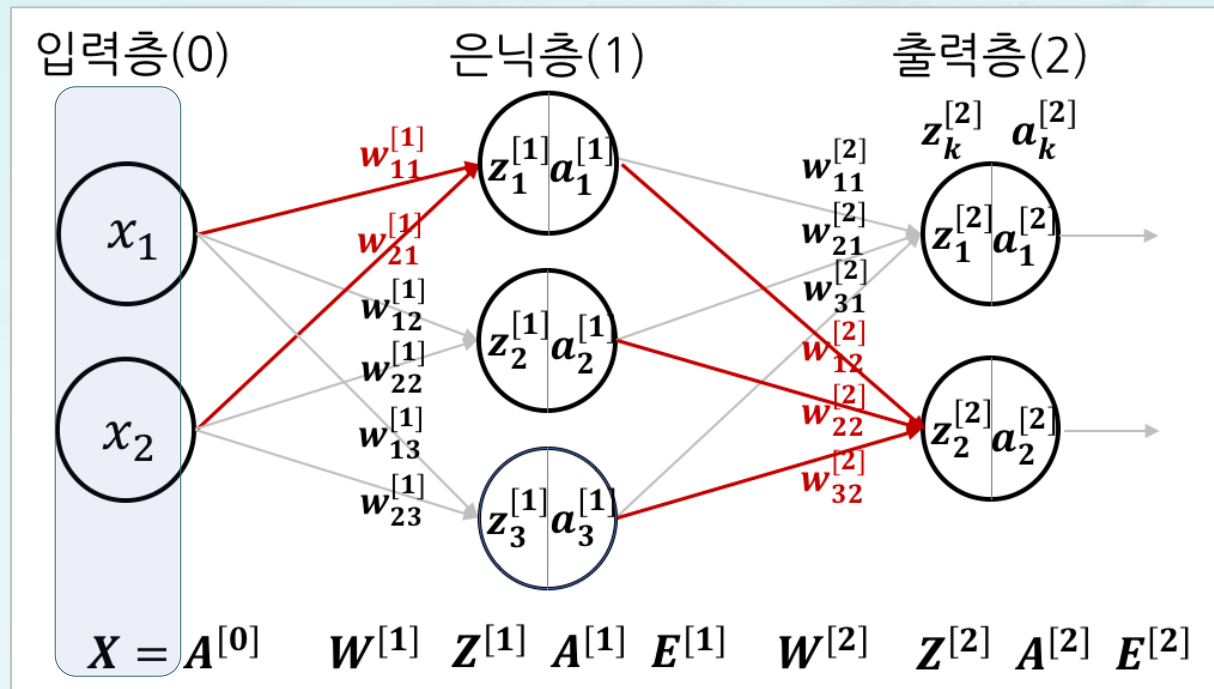 입력층(0) 은닉층(1) 출력층(2)
z_k^[2] a_k^[2]
w_11^[1]
z_1^[1] a_1^[1]
w_11^[2]
x_1
w_21^[1]
w_21^[2]
z_1^[2] a_1^[2]
w_12^[1]
w_31^[2]
z_2^[1] a_2^[1]
w_12^[2]
w_22^[1]
w_22^[2]
x_2
w_13^[1]
z_2^[2] a_2^[2]
w_32^[2]
w_23^[1]
z_3^[1] a_3^[1]
X = A^[0] W^[1] Z^[1] A^[1] E^[1] W^[2] Z^[2] A^[2] E^[2]